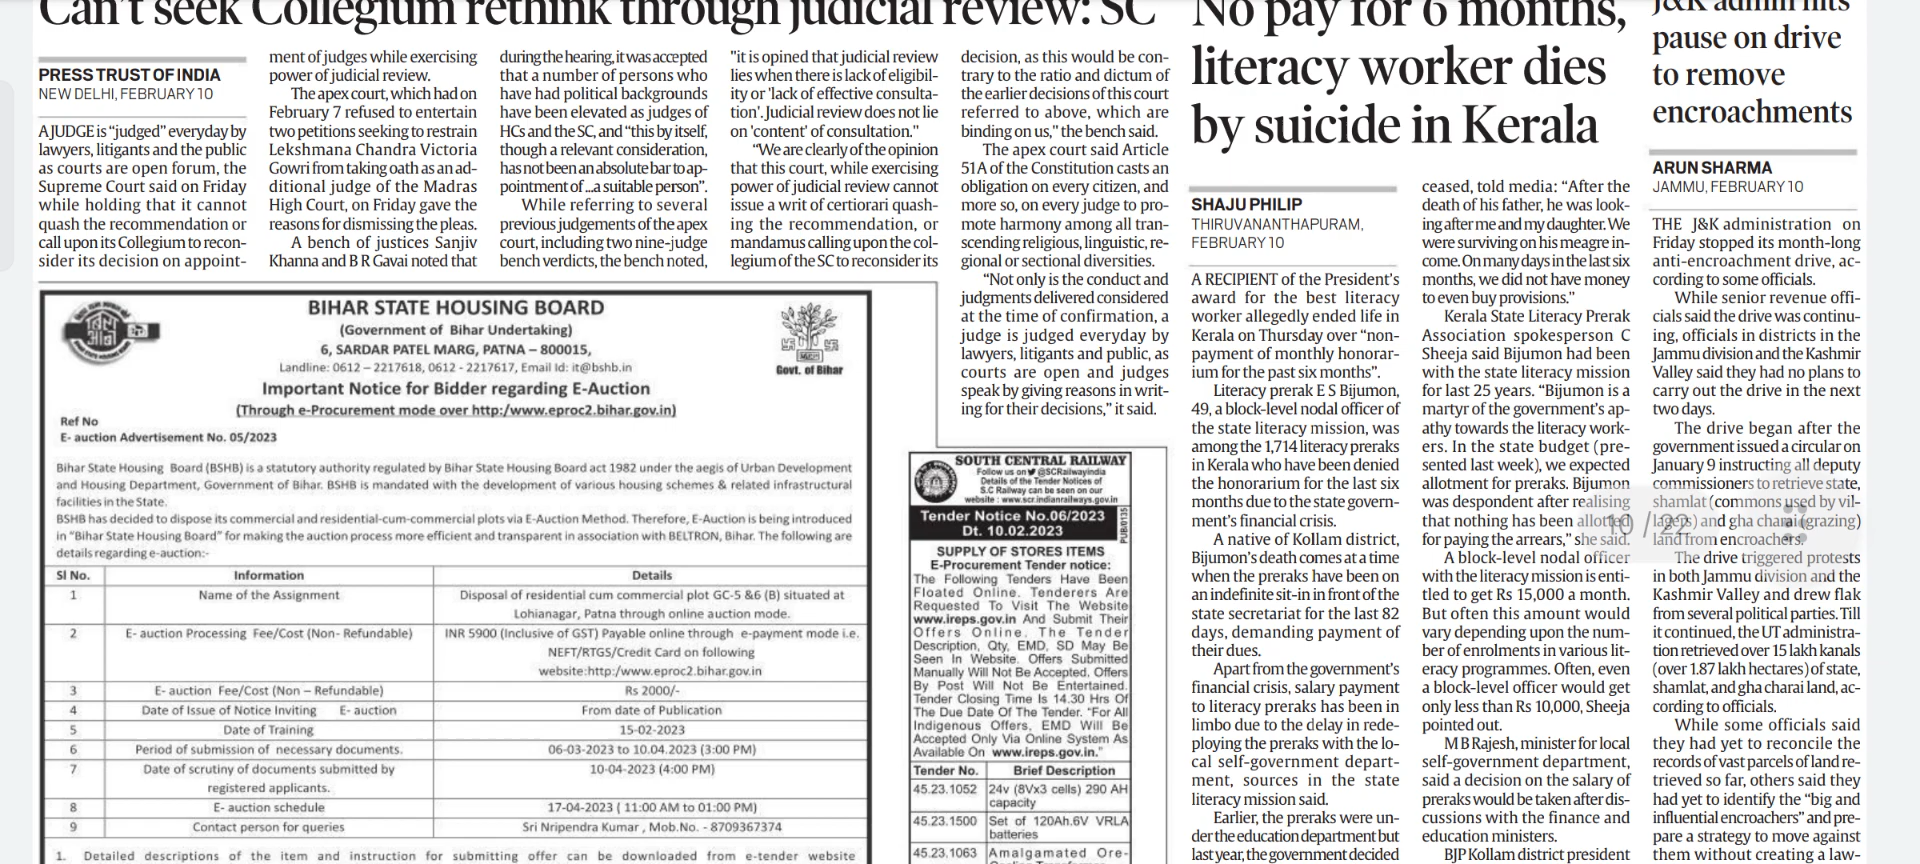 Can't seek Collegium rethink through judicial review: SC
PRESS TRUST OF INDIA
NEW DELHI, FEBRUARY 10
A JUDGE is "judged" everyday by
lawyers, litigants and the public
as courts are open forum, the
Supreme Court said on Friday
while holding that it cannot
quash the recommendation or
call upon its Collegium to recon-
sider its decision on appoint-
ment of judges while exercising
power of judicial review.
The apex court, which had on
February 7 refused to entertain
two petitions seeking to restrain
Lekshmana Chandra Victoria
Gowri from taking oath as an ad-
ditional judge of the Madras
High Court, on Friday gave the
reasons for dismissing the pleas.
A bench of justices Sanjiv
Khanna and B R Gavai noted that
during the hearing, it was accepted
that a number of persons who
have had political backgrounds
have been elevated as judges of
HCs and the SC, and "this by itself,
though a relevant consideration,
has not been an absolute bar to ap-
pointment of...a suitable person".
While referring to several
previous judgements of the apex
court, including two nine-judge
bench verdicts, the bench noted,
"it is opined that judicial review
lies when there is lack of eligibil-
ity or 'lack of effective consulta-
tion'. Judicial review does not lie
on 'content' of consultation."
"We are clearly of the opinion
that this court, while exercising
power of judicial review cannot
issue a writ of certiorari quash-
ing the recommendation, or
mandamus calling upon the col-
legium of the SC to reconsider its
decision, as this would be con-
trary to the ratio and dictum of
the earlier decisions of this court
referred to above, which are
binding on us," the bench said.
The apex court said Article
51A of the Constitution casts an
obligation on every citizen, and
more so, on every judge to pro-
mote harmony among all tran-
scending religious, linguistic, re-
gional or sectional diversities.
"Not only is the conduct and
judgments delivered considered
at the time of confirmation, a
judge is judged everyday by
lawyers, litigants and public, as
courts are open and judges
speak by giving reasons in writ-
ing for their decisions," it said.
BIHAR STATE HOUSING BOARD
(Government of Bihar Undertaking)
6, SARDAR PATEL MARG, PATNA – 800015,
Landline: 0612 – 2217618, 0612 - 2217617, Email Id: it@bshb.in
Govt. of Bihar
Important Notice for Bidder regarding E-Auction
(Through e-Procurement mode over http:/www.eproc2.bihar.gov.in)
Ref No
E- auction Advertisement No. 05/2023
Bihar State Housing Board (BSHB) is a statutory authority regulated by Bihar State Housing Board act 1982 under the aegis of Urban Development
and Housing Department, Government of Bihar. BSHB is mandated with the development of various housing schemes & related infrastructural
facilities in the State.
BSHB has decided to dispose its commercial and residential-cum-commercial plots via E-Auction Method. Therefore, E-Auction is being introduced
in "Bihar State Housing Board" for making the auction process more efficient and transparent in association with BELTRON, Bihar. The following are
details regarding e-auction:-
Sl No. Information Details
1 Name of the Assignment Disposal of residential cum commercial plot GC-5 &6 (B) situated at
Lohianagar, Patna through online auction mode.
2 E- auction Processing Fee/Cost (Non- Refundable) INR 5900 (Inclusive of GST) Payable online through e-payment mode i.e.
NEFT/RTGS/Credit Card on following
website:http:/www.eproc2.bihar.gov.in
3 E- auction Fee/Cost (Non – Refundable) Rs 2000/-
4 Date of Issue of Notice Inviting E- auction From date of Publication
5 Date of Training 15-02-2023
6 Period of submission of necessary documents. 06-03-2023 to 10.04.2023 (3:00 PM)
7 Date of scrutiny of documents submitted by 10-04-2023 (4:00 PM)
registered applicants.
8 E- auction schedule 17-04-2023 ( 11:00 AM to 01:00 PM)
9 Contact person for queries Sri Nripendra Kumar , Mob.No. - 8709367374
1. Detailed descriptions of the item and instruction for submitting offer can be downloaded from e-tender website
SOUTH CENTRAL RAILWAY
Follow us on @SCRailwayindia
Details of the Tender Notices of
S.C Railway can be seen on our
website : www.scr.indianrailways.gov.in
Tender Notice No.06/2023
Dt. 10.02.2023
PUB/0135
SUPPLY OF STORES ITEMS
E-Procurement Tender notice:
The Following Tenders Have Been
Floated Online. Tenderers Are
Requested To Visit The Website
www.ireps.gov.in And Submit Their
Offers Online. The Tender
Description, Qty, EMD, SD May Be
Seen In Website. Offers Submitted
Manually Will Not Be Accepted. Offers
By Post Will Not Be Entertained.
Tender Closing Time Is 14.30 Hrs Of
The Due Date Of The Tender. "For All
Indigenous Offers, EMD Will Be
Accepted Only Via Online System As
Available On www.ireps.gov.in."
Tender No. Brief Description
45.23.1052 24v (8Vx3 cells) 290 AH
capacity
45.23.1500 Set of 120Ah.6V VRLA
batteries
45.23.1063 Amalgamated Ore-
No pay for 6 months,
literacy worker dies
by suicide in Kerala
SHAJU PHILIP
THIRUVANANTHAPURAM,
FEBRUARY 10
A RECIPIENT of the President's
award for the best literacy
worker allegedly ended life in
Kerala on Thursday over "non-
payment of monthly honorar-
ium for the past six months".
Literacy prerak E S Bijumon,
49, a block-level nodal officer of
the state literacy mission, was
among the 1,714 literacy preraks
in Kerala who have been denied
the honorarium for the last six
months due to the state govern-
ment's financial crisis.
A native of Kollam district,
Bijumon's death comes at a time
when the preraks have been on
an indefinite sit-in in front of the
state secretariat for the last 82
days, demanding payment of
their dues.
Apart from the government's
financial crisis, salary payment
to literacy preraks has been in
limbo due to the delay in rede-
ploying the preraks with the lo-
cal self-government depart-
ment, sources in the state
literacy mission said.
Earlier, the preraks were un-
der the education department but
last year, the government decided
ceased, told media: "After the
death of his father, he was look-
ing after me and my daughter. We
were surviving on his meagre in-
come. On many days in the last six
months, we did not have money
to even buy provisions."
Kerala State Literacy Prerak
Association spokesperson C
Sheeja said Bijumon had been
with the state literacy mission
for last 25 years. "Bijumon is a
martyr of the government's ap-
athy towards the literacy work-
ers. In the state budget (pre-
sented last week), we expected
allotment for preraks. Bijumon
was despondent after realising
that nothing has been allotted
for paying the arrears," she said.
A block-level nodal officer
with the literacy mission is enti-
tled to get Rs 15,000 a month.
But often this amount would
vary depending upon the num-
ber of enrolments in various lit-
eracy programmes. Often, even
a block-level officer would get
only less than Rs 10,000, Sheeja
pointed out.
M B Rajesh, minister for local
self-government department,
said a decision on the salary of
preraks would be taken after dis-
cussions with the finance and
education ministers.
BJP Kollam district president
J&K admin hits
pause on drive
to remove
encroachments
ARUN SHARMA
JAMMU, FEBRUARY 10
THE J&K administration on
Friday stopped its month-long
anti-encroachment drive, ac-
cording to some officials.
While senior revenue offi-
cials said the drive was continu-
ing, officials in districts in the
Jammu division and the Kashmir
Valley said they had no plans to
carry out the drive in the next
two days.
The drive began after the
government issued a circular on
January 9 instructing all deputy
commissioners to retrieve state,
shamlat (commons used by vil-
lagers) and gha charai (grazing)
land from encroachers.
The drive triggered protests
in both Jammu division and the
Kashmir Valley and drew flak
from several political parties. Till
it continued, the UT administra-
tion retrieved over 15 lakh kanals
(over 1.87 lakh hectares) of state,
shamlat, and gha charai land, ac-
cording to officials.
While some officials said
they had yet to reconcile the
records of vast parcels of land re-
trieved so far, others said they
had yet to identify the "big and
influential encroachers" and pre-
pare a strategy to move against
them without creating a law-
10 / 22